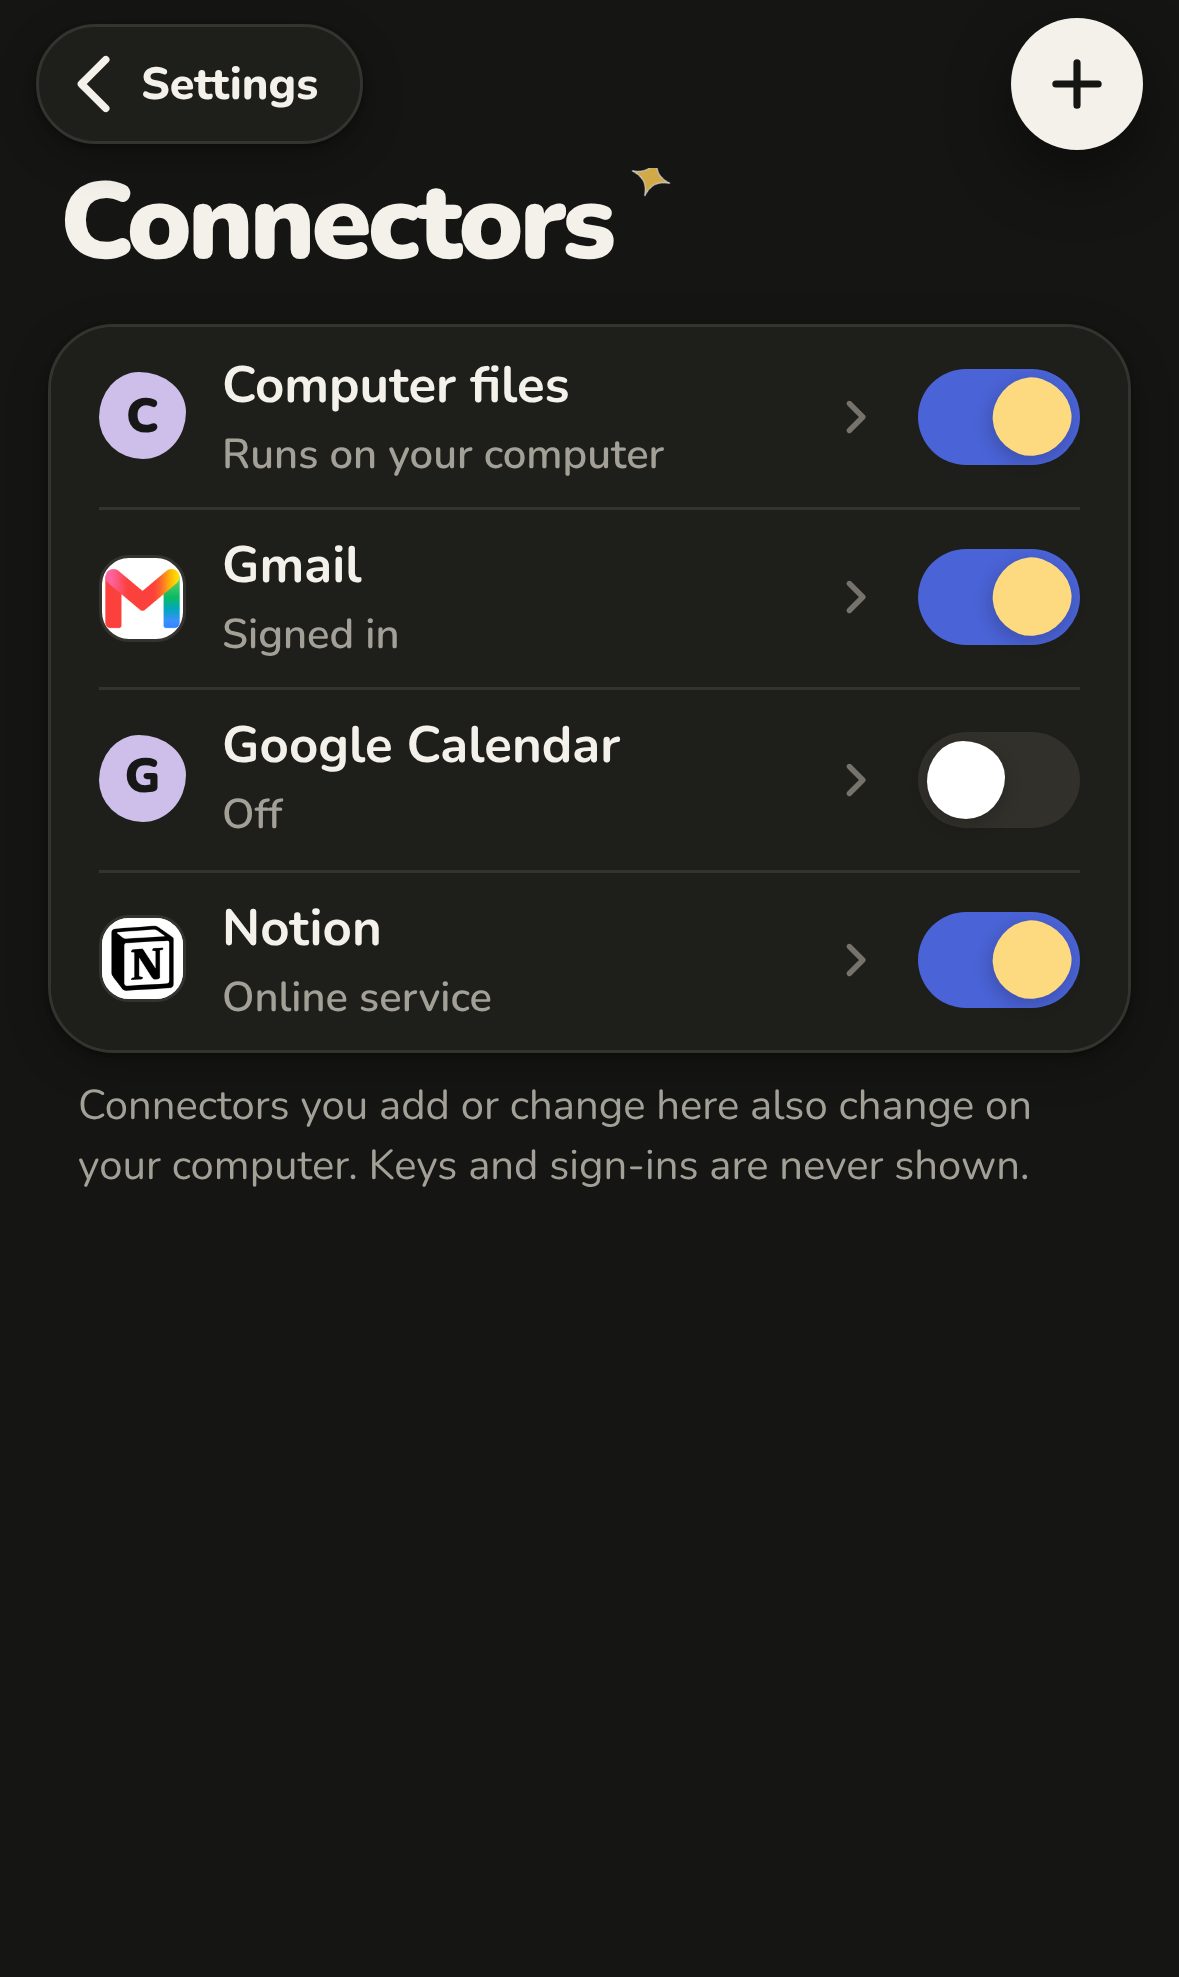 Settings
Connectors
C
Computer files
Runs on your computer
Gmail
Signed in
G
Google Calendar
Off
N
Notion
Online service
Connectors you add or change here also change on
your computer. Keys and sign-ins are never shown.